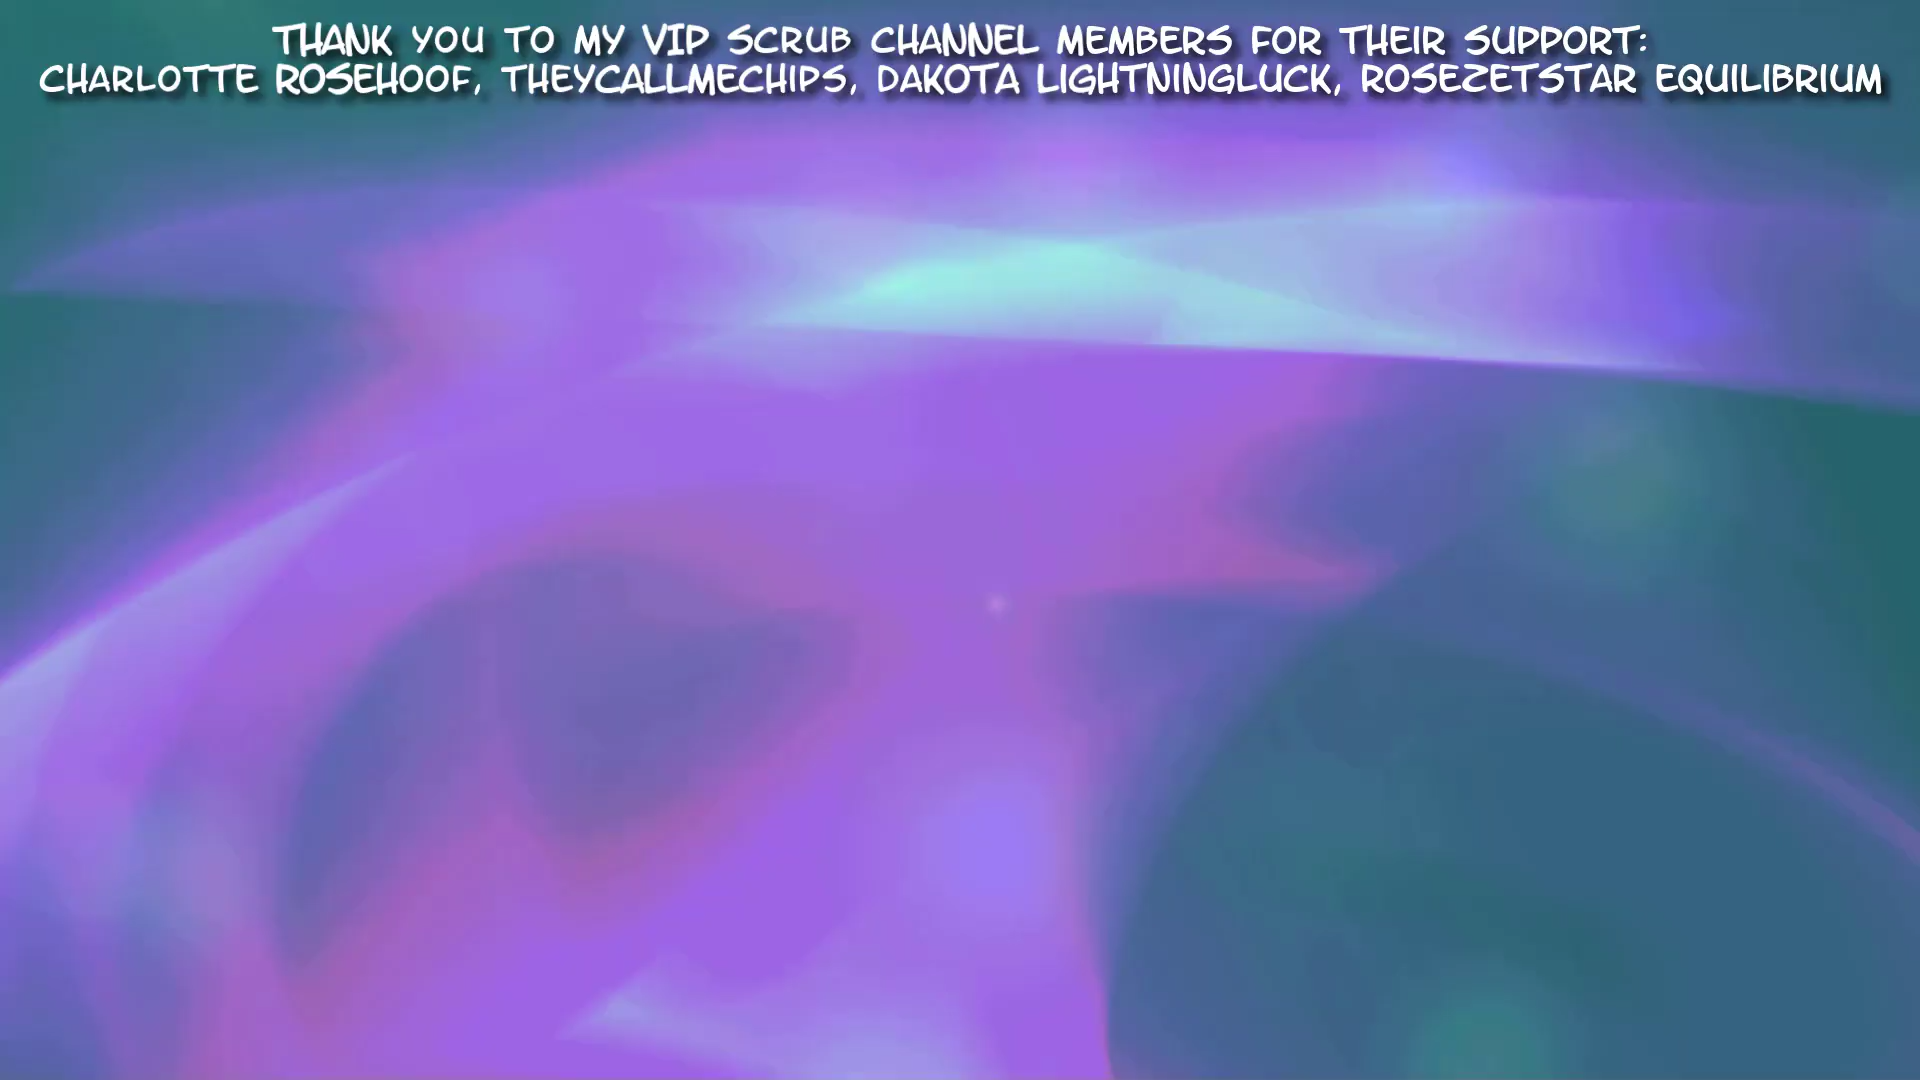 THANK YOU TO MY VIP SCRUB CHANNEL MEMBERS FOR THEIR SUPPORT:
CHARLOTTE ROSEHOOF, THEYCALLMECHIPS, DAKOTA LIGHTNINGLUCK, ROSEZETSTAR EQUILIBRIUM